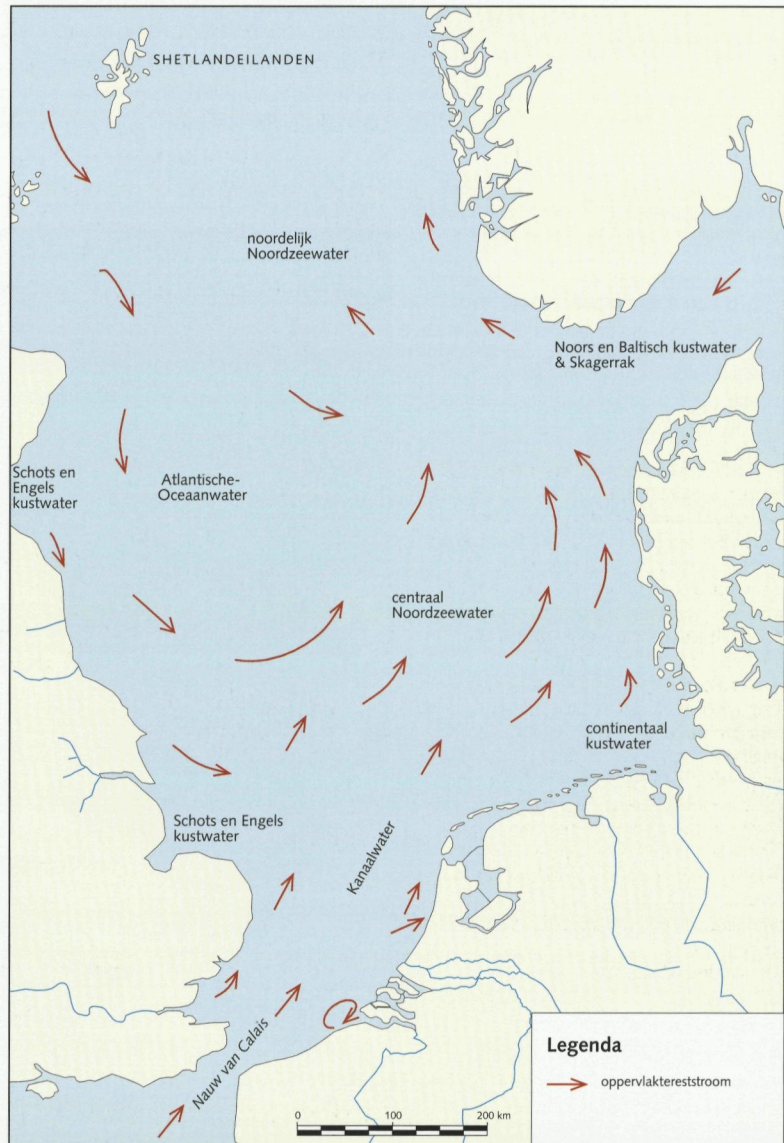 SHETLANDEILANDEN
noordelijk
Noordzeewater
Noors en Baltisch kustwater
& Skagerrak
Schots en
Engels
kustwater
Atlantische-
Oceaanwater
centraal
Noordzeewater
continentaal
kustwater
Schots en Engels
kustwater
Kanaalwater
Nauw van Calais
Legenda
oppervlaktereststroom
0 100 200 km